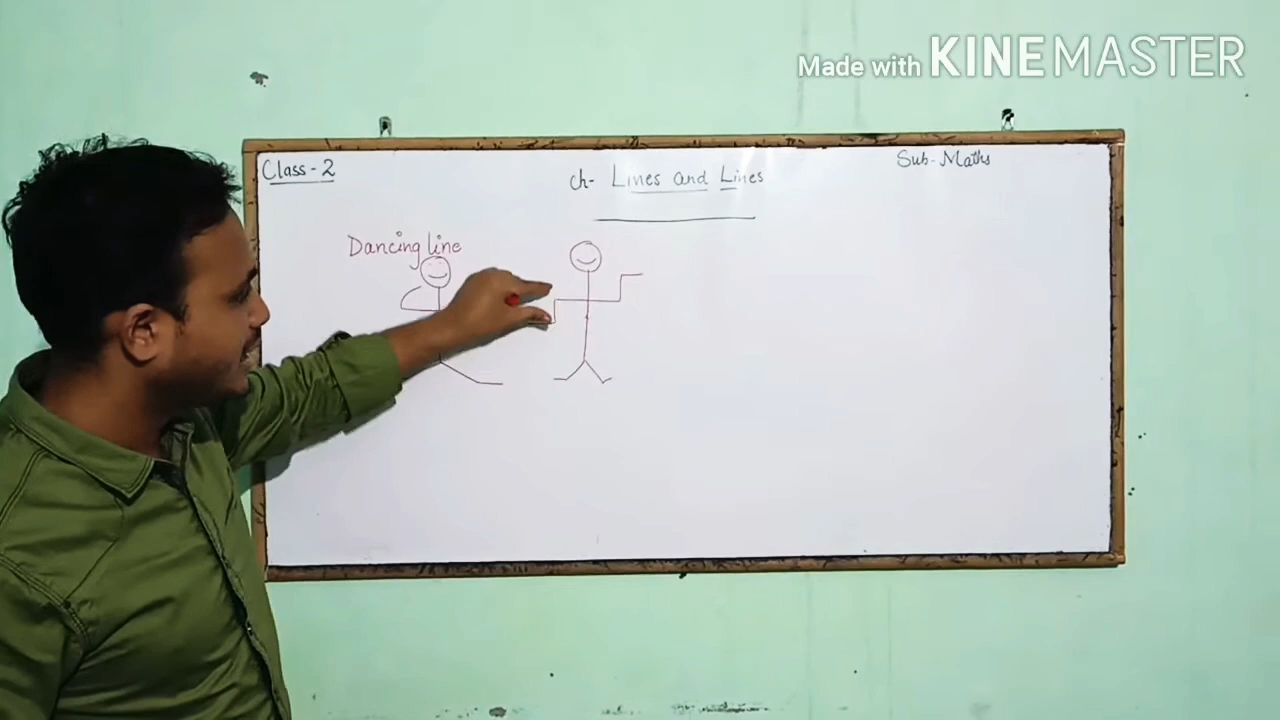 Made with KINEMASTER
Class-2
ch- Lines and Lines
Sub-Maths
Dancing line